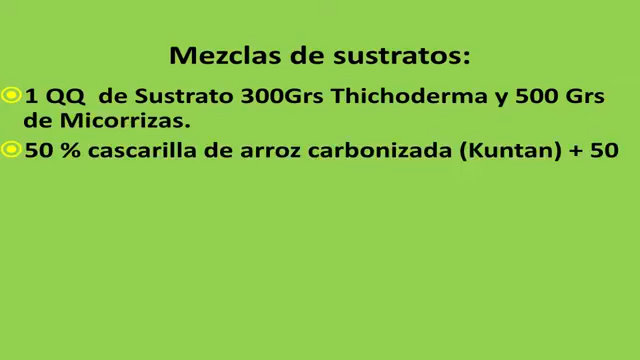 Mezclas de sustratos:
1 QQ  de Sustrato 300Grs Thichoderma y 500 Grs
de Micorrizas.
50 % cascarilla de arroz carbonizada (Kuntan) + 50